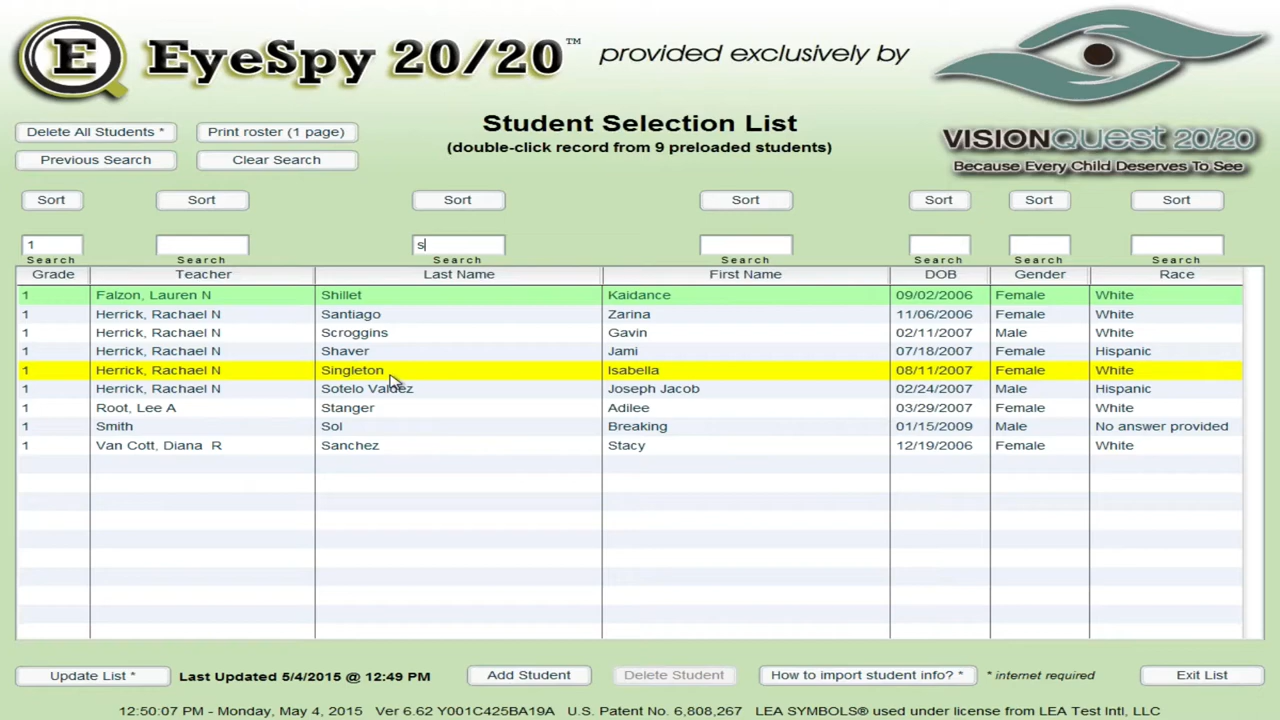 E EyeSpy 20/20™ provided exclusively by
Delete All Students * Print roster (1 page) Student Selection List
Previous Search Clear Search (double-click record from 9 preloaded students)
VISIONQuest 20/20
Because Every Child Deserves To See
Sort Sort Sort Sort Sort Sort Sort
1 s
Search Search Search Search Search Search Search
Grade Teacher Last Name First Name DOB Gender Race
1 Falzon, Lauren N Shillet Kaidance 09/02/2006 Female White
1 Herrick, Rachael N Santiago Zarina 11/06/2006 Female White
1 Herrick, Rachael N Scroggins Gavin 02/11/2007 Male White
1 Herrick, Rachael N Shaver Jami 07/18/2007 Female Hispanic
1 Herrick, Rachael N Singleton Isabella 08/11/2007 Female White
1 Herrick, Rachael N Sotelo Valdez Joseph Jacob 02/24/2007 Male Hispanic
1 Root, Lee A Stanger Adilee 03/29/2007 Female White
1 Smith Sol Breaking 01/15/2009 Male No answer provided
1 Van Cott, Diana R Sanchez Stacy 12/19/2006 Female White
Update List * Last Updated 5/4/2015 @ 12:49 PM Add Student Delete Student How to import student info? * * internet required Exit List
12:50:07 PM - Monday, May 4, 2015 Ver 6.62 Y001C425BA19A U.S. Patent No. 6,808,267 LEA SYMBOLS® used under license from LEA Test Intl, LLC